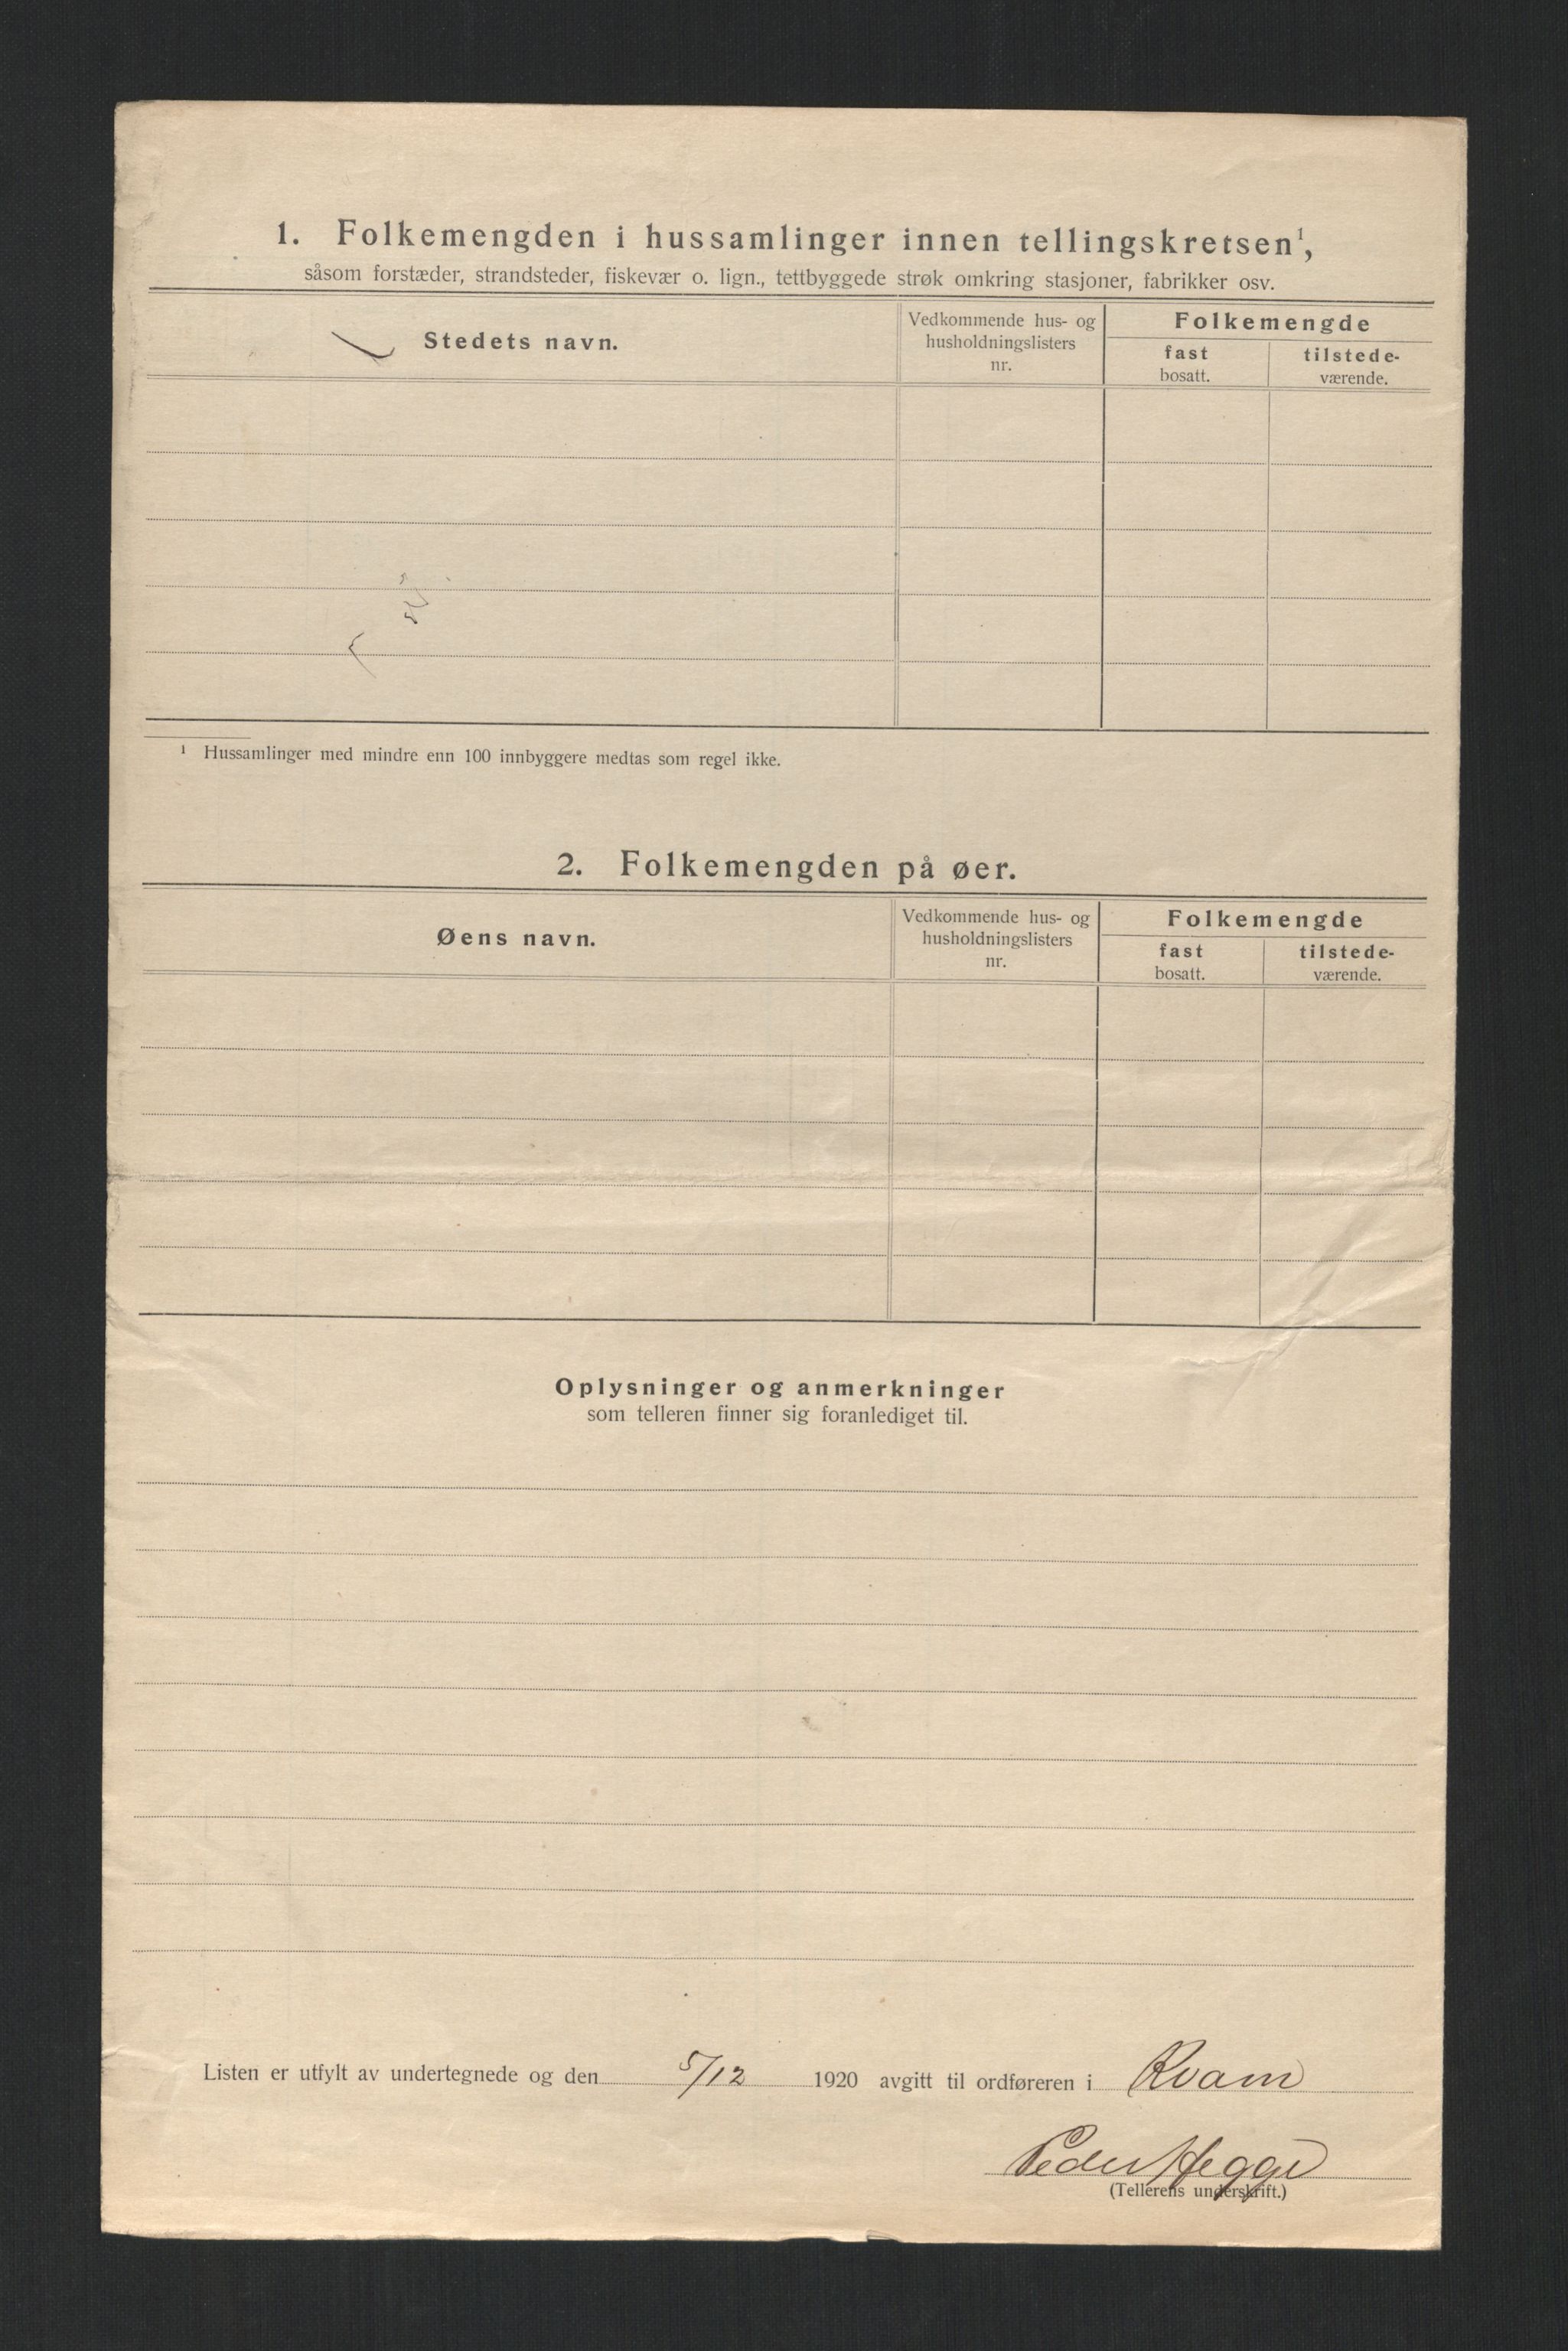 1. Folkemengden i hussamlinger innen tellingskretsen¹,
såsom forstæder, strandsteder, fiskevær o. lign., tettbyggede strøk omkring stasjoner, fabrikker osv.
Stedets navn.
Vedkommende hus- og
husholdningslisters
nr.
Folkemengde
fast
bosatt.
tilstede-
værende.
¹ Hussamlinger med mindre enn 100 innbyggere medtas som regel ikke.
2. Folkemengden på øer.
Øens navn.
Vedkommende hus- og
husholdningslisters
nr.
Folkemengde
fast
bosatt.
tilstede-
værende.
Oplysninger og anmerkninger
som telleren finner sig foranlediget til.
Listen er utfylt av undertegnede og den 5/12 1920 avgitt til ordføreren i Kvam
Peder Hegge
(Tellerens underskrift.)